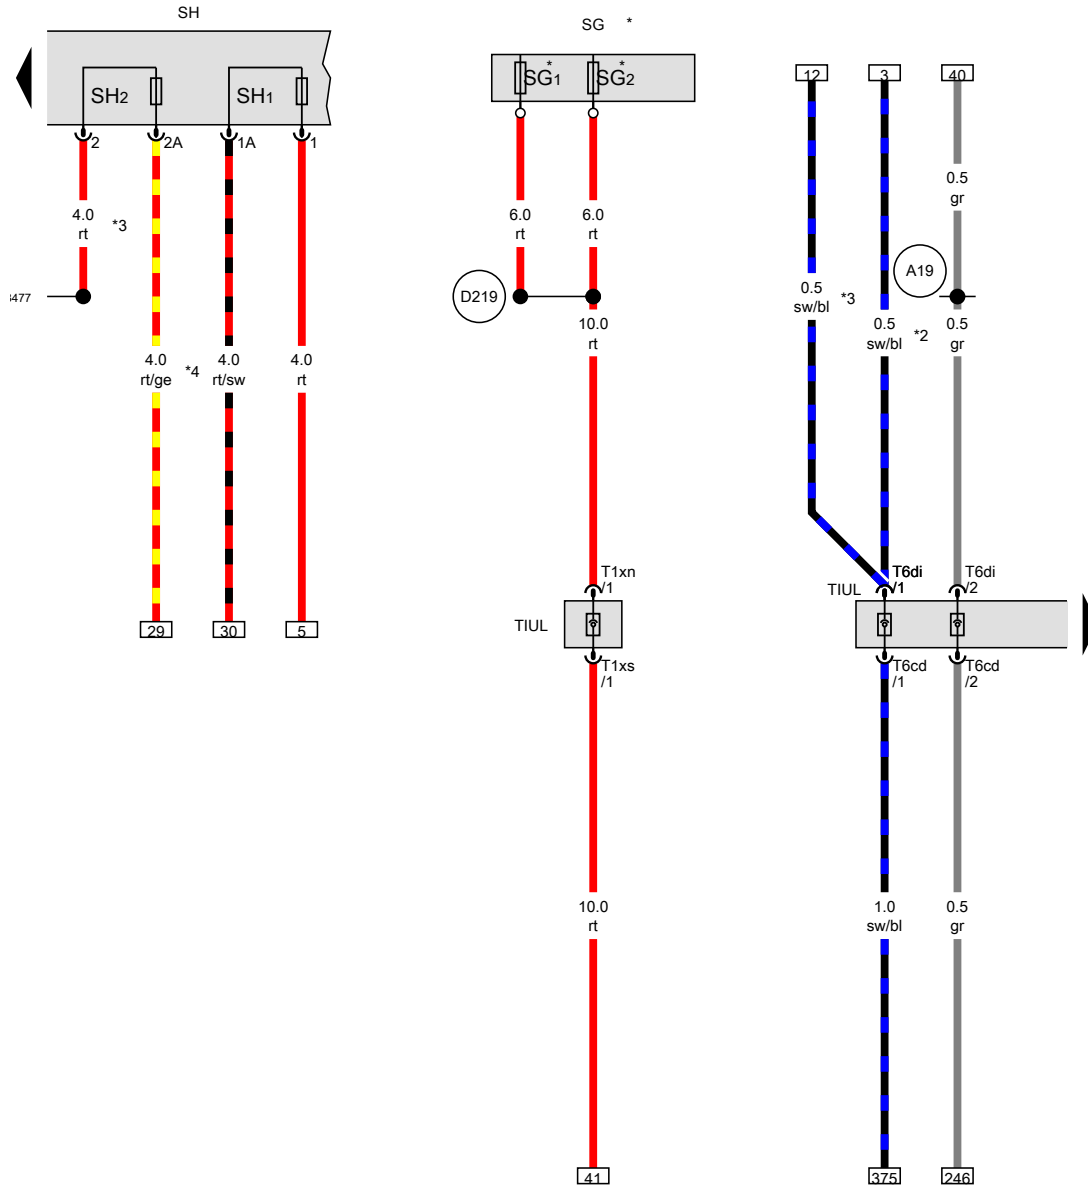 SH
SG *
SH2
SH1
SG1 *
SG2 *
12
3
40
2
2A
1A
1
0.5
gr
4.0
rt
*3
6.0
rt
6.0
rt
A19
D219
0.5
sw/bl
*3
10.0
rt
0.5
sw/bl
*2
0.5
gr
4.0
rt/ge
*4
4.0
rt/sw
4.0
rt
T1xn
/1
T6di
/1
T6di
/2
TIUL
TIUL
29
30
5
T1xs
/1
T6cd
/1
T6cd
/2
10.0
rt
1.0
sw/bl
0.5
gr
41
375
246